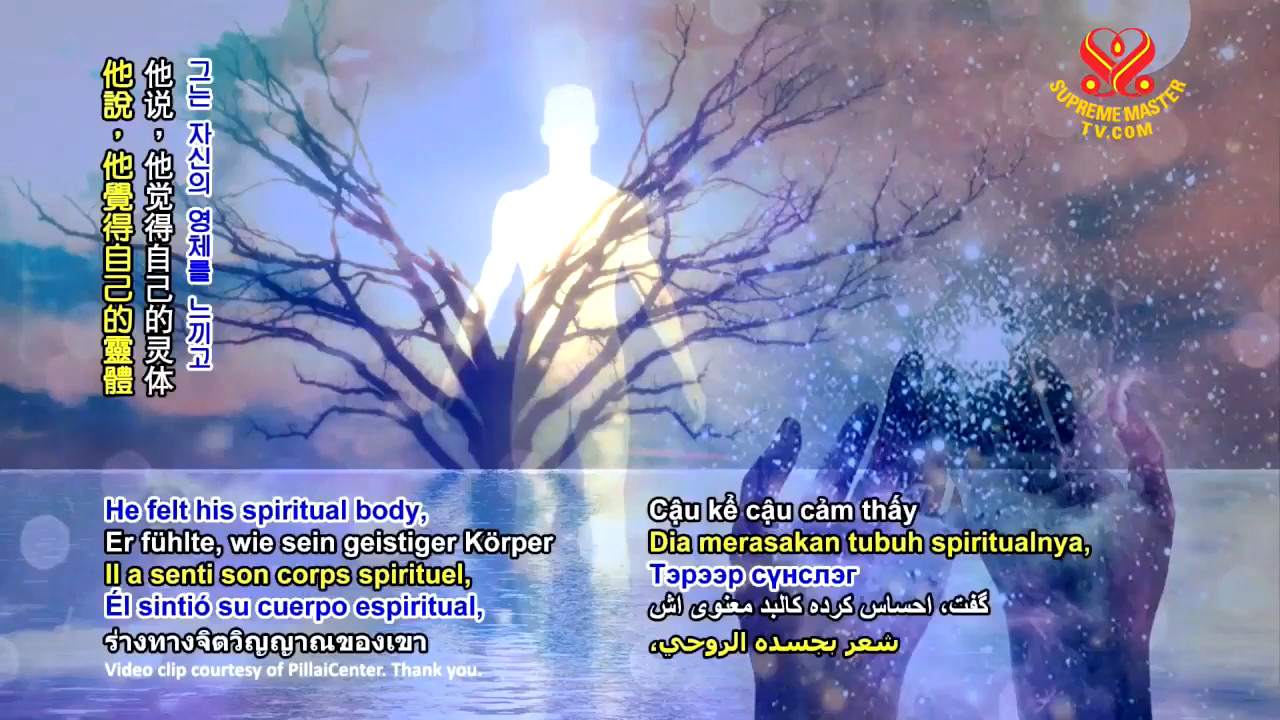 그는 자신의 영체를 느끼고
他说，他觉得自己的灵体
他說，他覺得自己的靈體
SUPREME MASTER
TV.COM
He felt his spiritual body,
Er fühlte, wie sein geistiger Körper
Il a senti son corps spirituel,
Él sintió su cuerpo espiritual,
ร่างทางจิตวิญญาณของเขา
Video clip courtesy of PillaiCenter. Thank you.
Cậu kể cậu cảm thấy
Dia merasakan tubuh spiritualnya,
Тэрээр сүнслэг
گفت، احساس کرده کالبد معنوی اش
شعر بجسده الروحي،